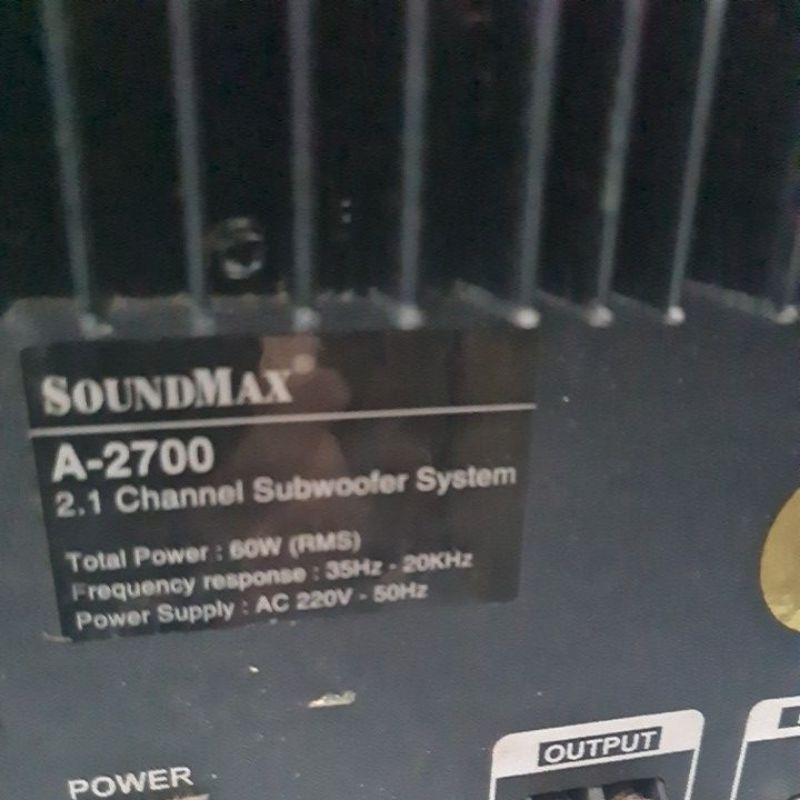 SOUNDMAX
A-2700
2.1 Channel Subwoofer System
Total Power : 60W (RMS)
Frequency response : 35Hz - 20KHz
Power Supply : AC 220V - 50Hz
POWER
OUTPUT